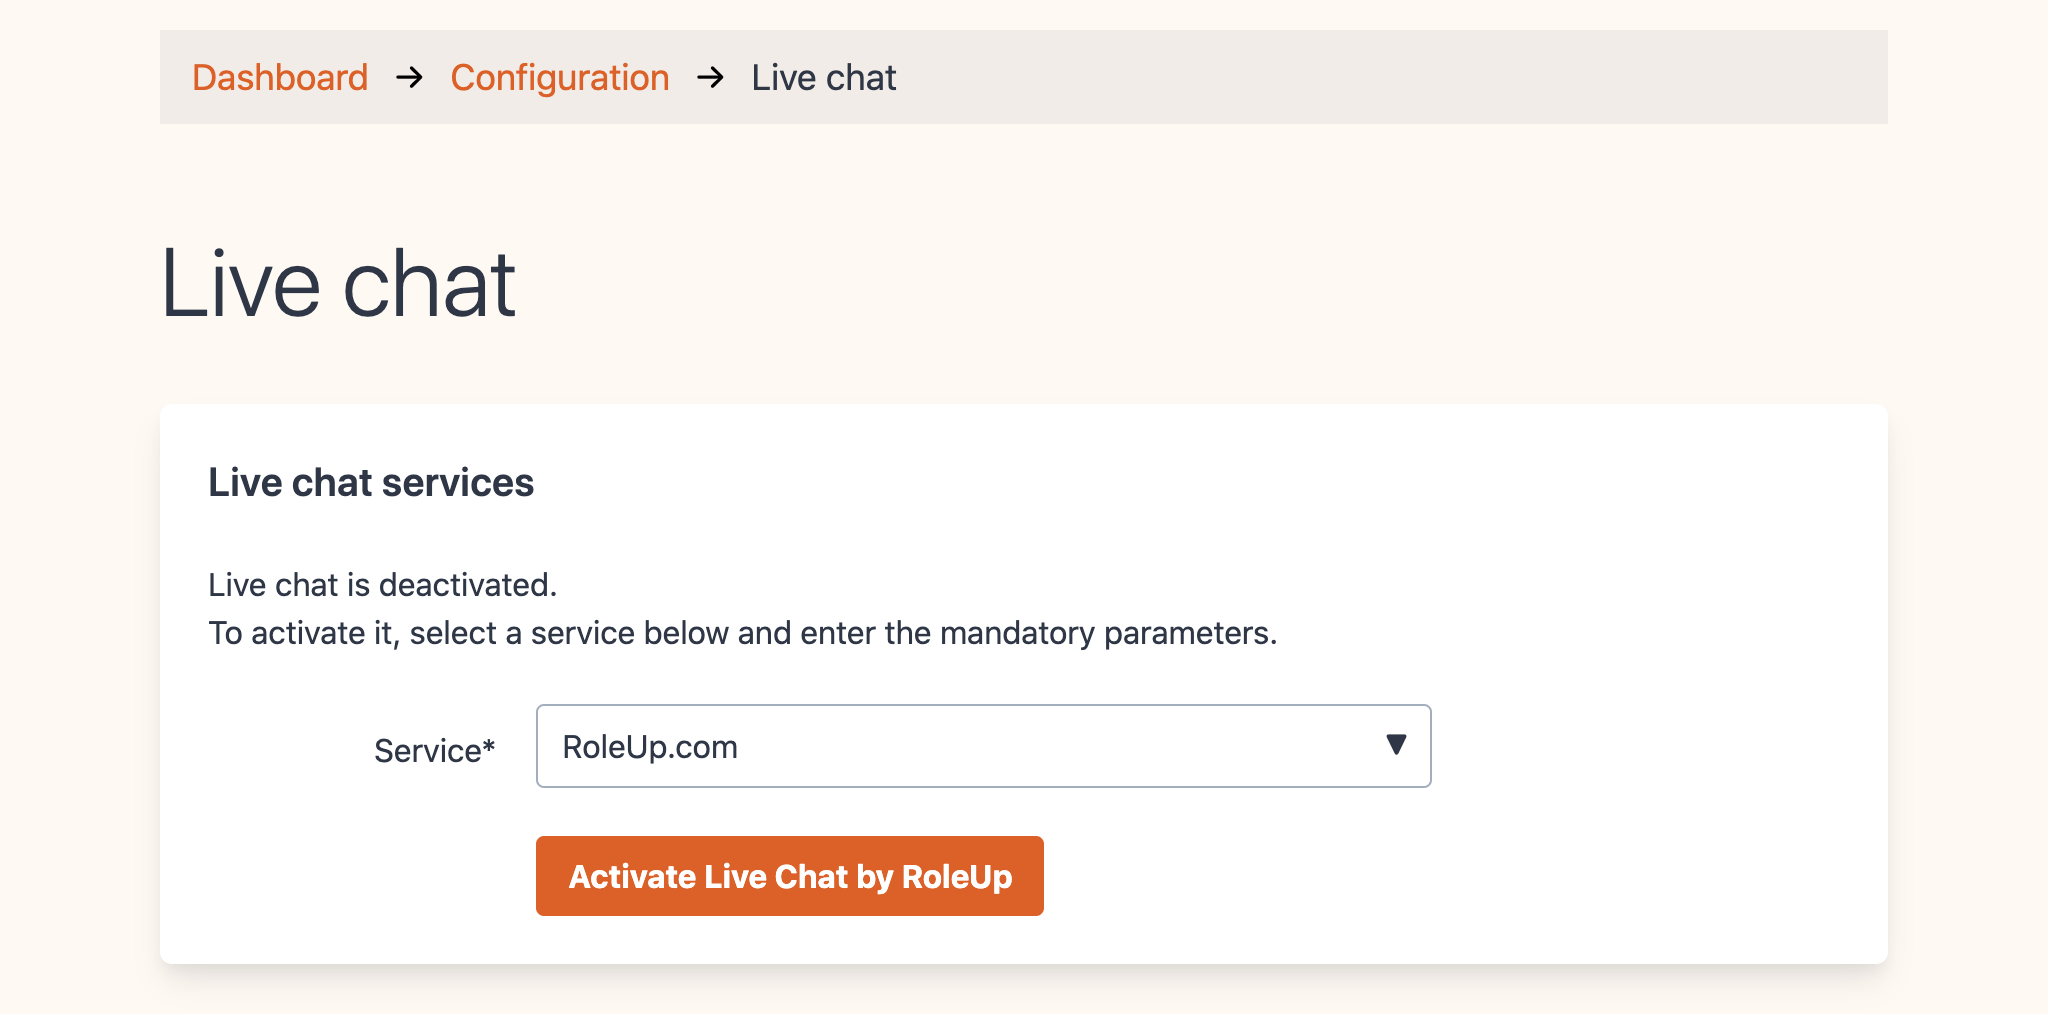 Dashboard → Configuration → Live chat
Live chat
Live chat services
Live chat is deactivated.
To activate it, select a service below and enter the mandatory parameters.
Service* RoleUp.com
Activate Live Chat by RoleUp